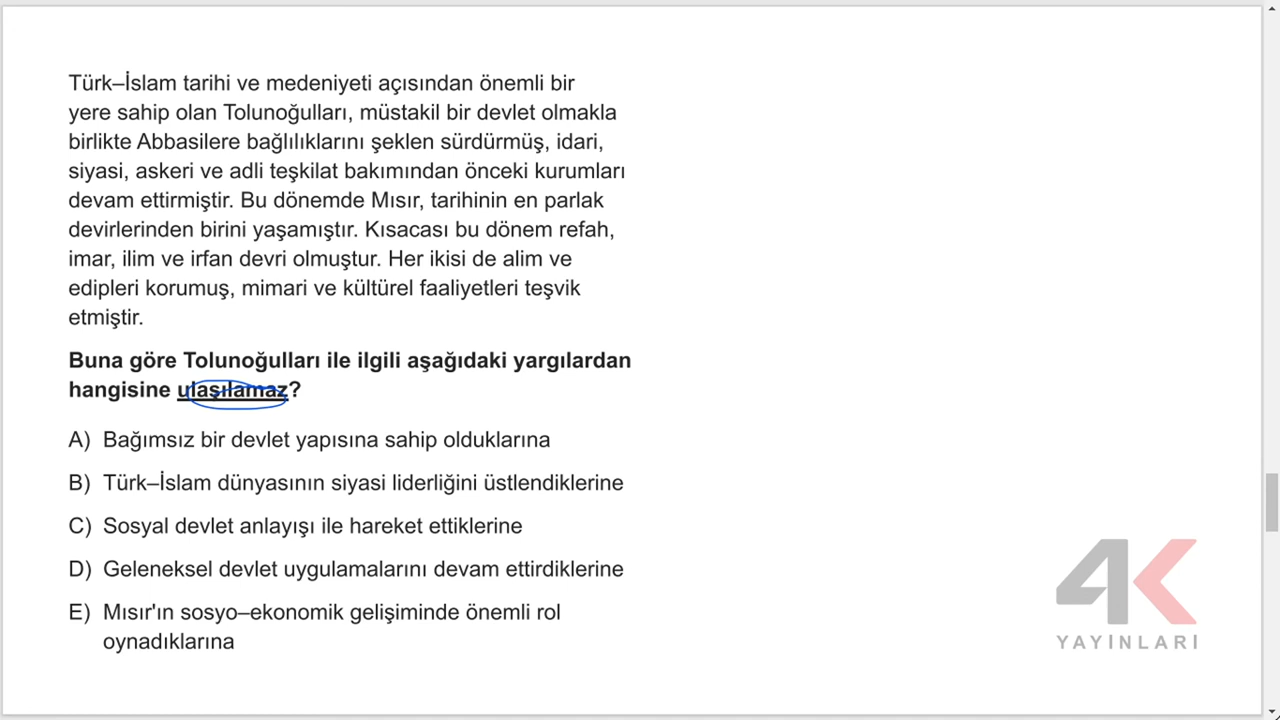 Türk–İslam tarihi ve medeniyeti açısından önemli bir
yere sahip olan Tolunoğulları, müstakil bir devlet olmakla
birlikte Abbasilere bağlılıklarını şeklen sürdürmüş, idari,
siyasi, askeri ve adli teşkilat bakımından önceki kurumları
devam ettirmiştir. Bu dönemde Mısır, tarihinin en parlak
devirlerinden birini yaşamıştır. Kısacası bu dönem refah,
imar, ilim ve irfan devri olmuştur. Her ikisi de alim ve
edipleri korumuş, mimari ve kültürel faaliyetleri teşvik
etmiştir.
Buna göre Tolunoğulları ile ilgili aşağıdaki yargılardan
hangisine ulaşılamaz?
A) Bağımsız bir devlet yapısına sahip olduklarına
B) Türk–İslam dünyasının siyasi liderliğini üstlendiklerine
C) Sosyal devlet anlayışı ile hareket ettiklerine
D) Geleneksel devlet uygulamalarını devam ettirdiklerine
E) Mısır'ın sosyo–ekonomik gelişiminde önemli rol
oynadıklarına
4K
YAYINLARI